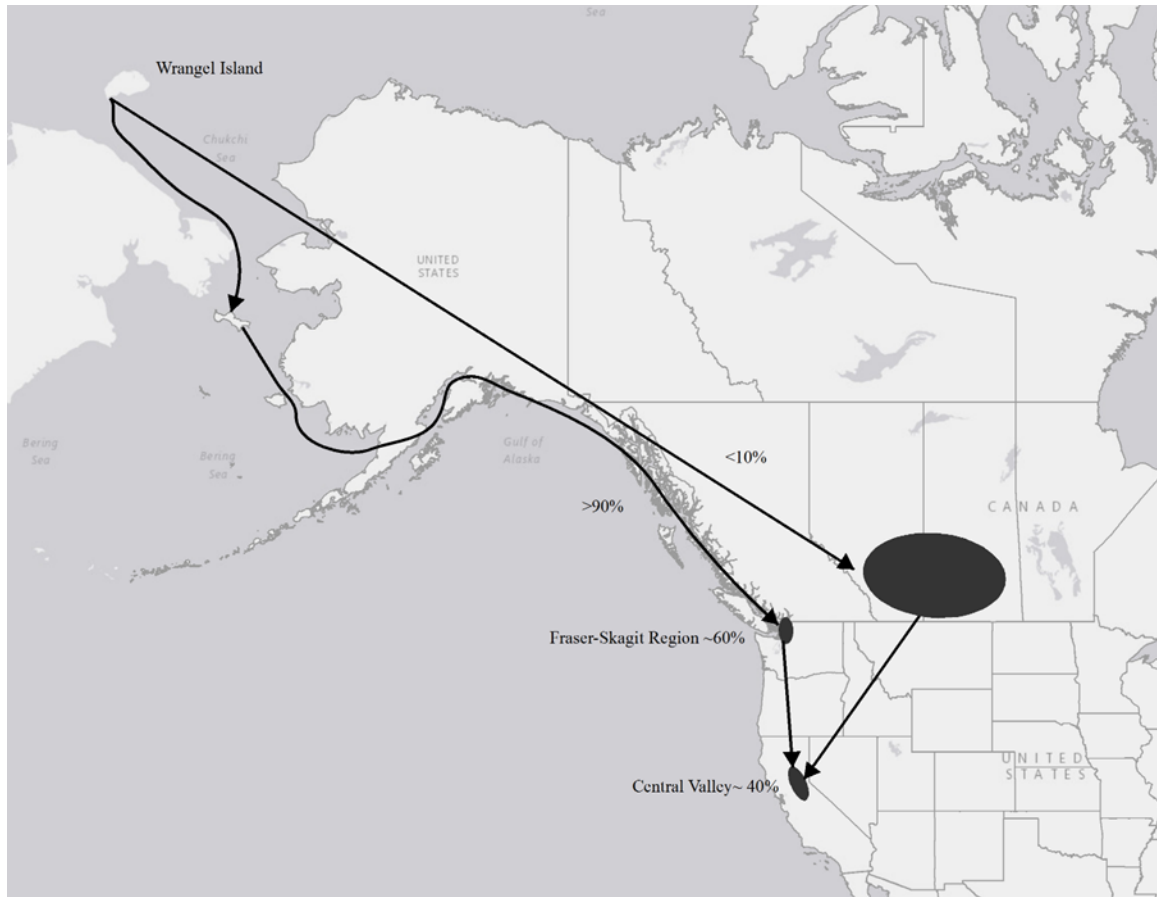 Sea
Wrangel Island
Chukchi
Sea
UNITED
STATES
Bering
Sea
Bering
Sea
Gulf of
Alaska
<10%
>90%
CANADA
Fraser-Skagit Region ~60%
UNITED
STATES
Central Valley~ 40%